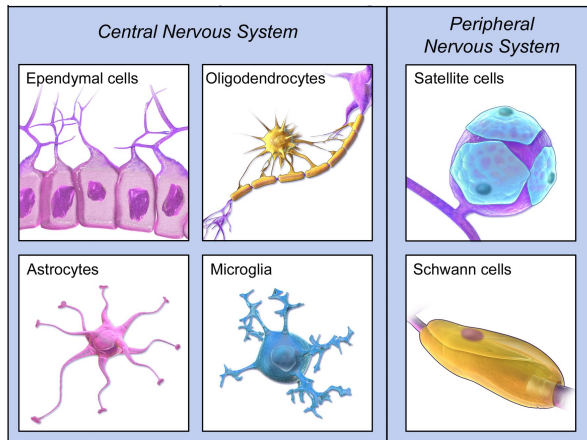 Central Nervous System
Peripheral
Nervous System
Ependymal cells
Oligodendrocytes
Satellite cells
Astrocytes
Microglia
Schwann cells